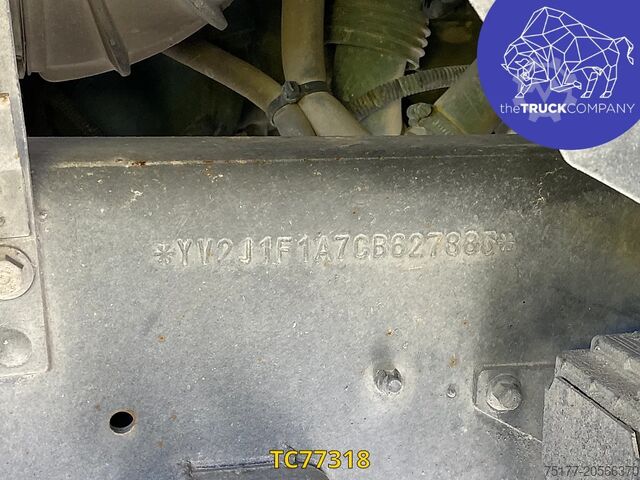 theTRUCKCOMPANY
*YV2J1F1A7CB627885*
TC77318
75177-20566370